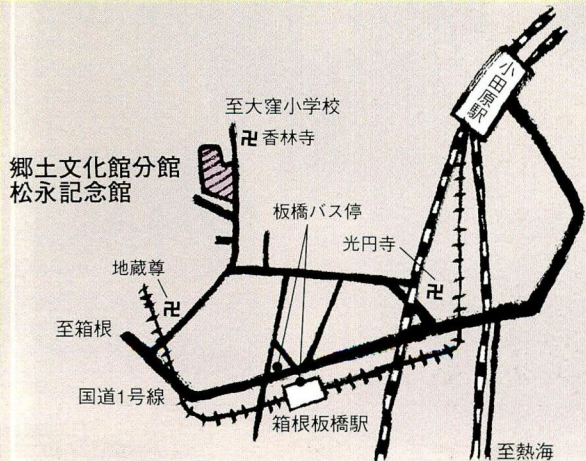 小田原駅
至大窪小学校
卍香林寺
郷土文化館分館
松永記念館
板橋バス停
光円寺
卍
地蔵尊
卍
至箱根
国道1号線
箱根板橋駅
至熱海